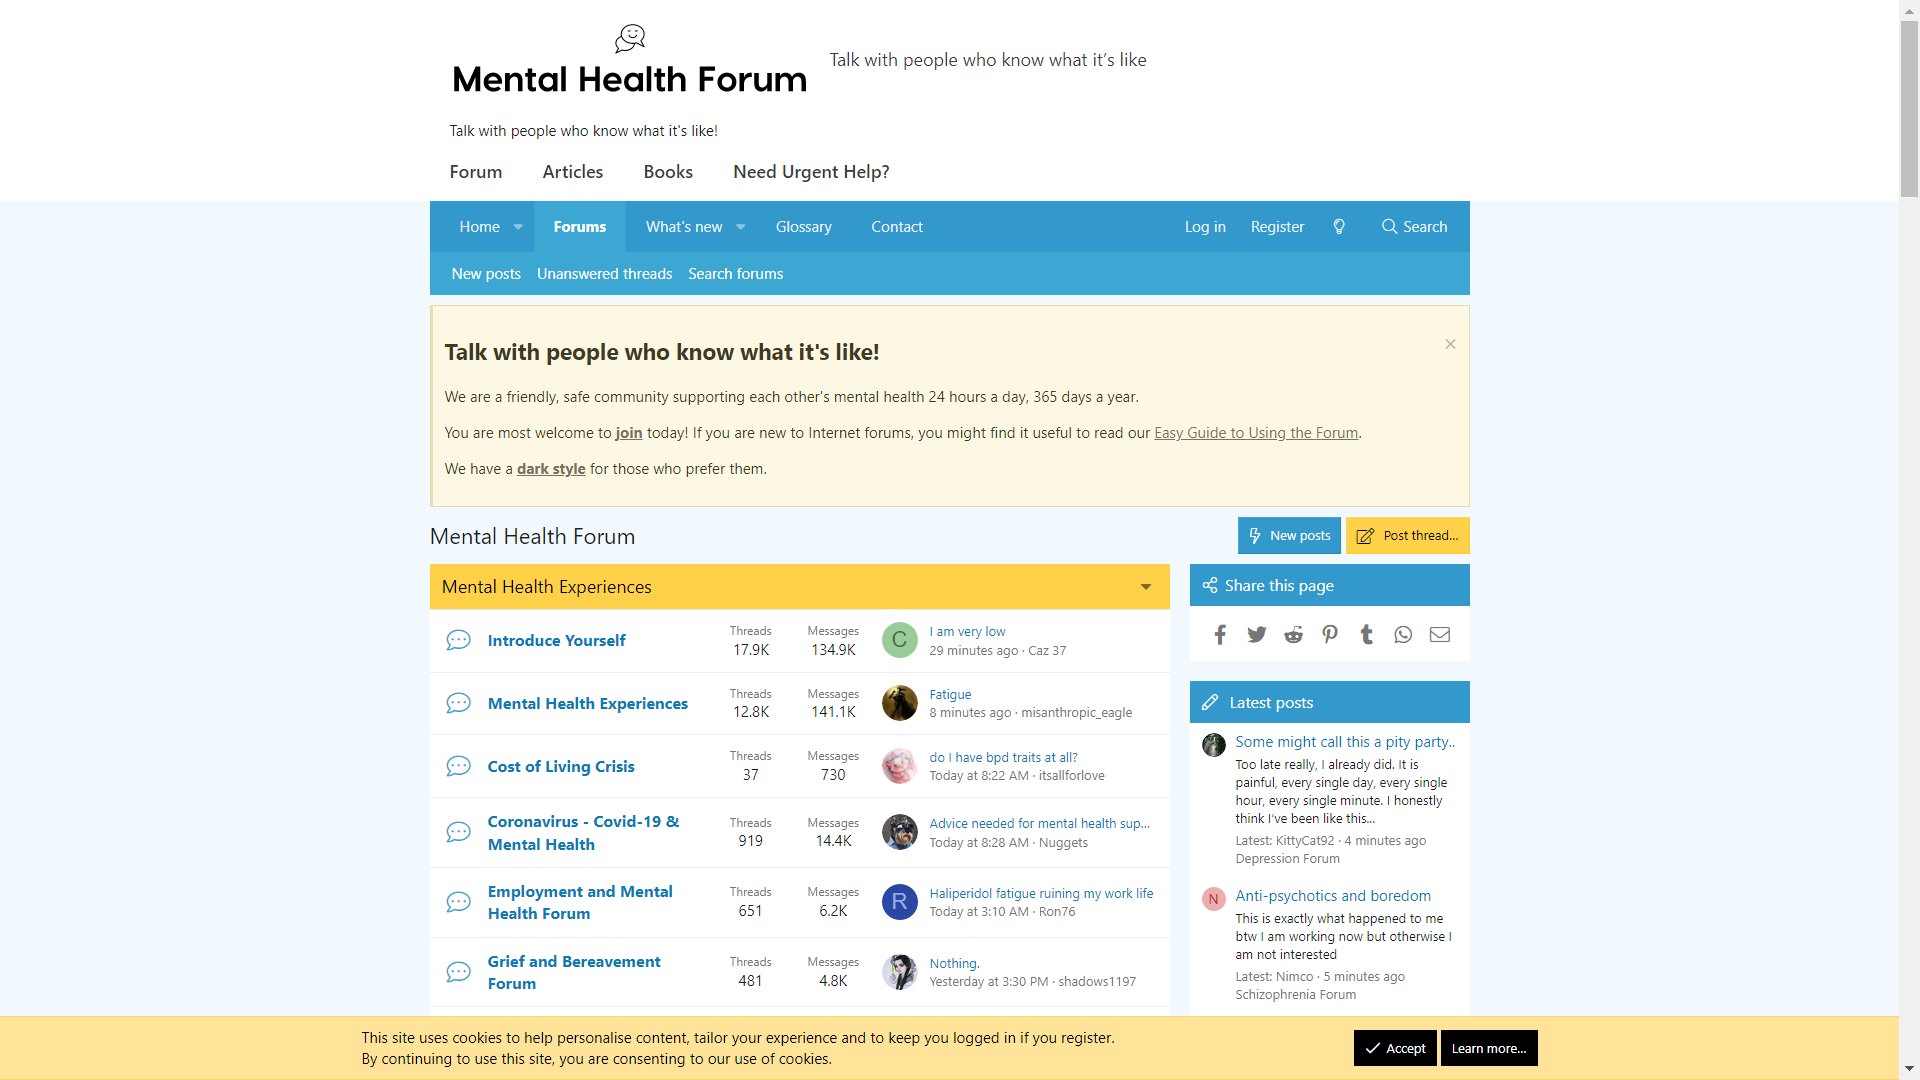 Mental Health Forum
Talk with people who know what it’s like
Talk with people who know what it's like!
Forum
Articles
Books
Need Urgent Help?
Home
Forums
What's new
Glossary
Contact
Log in
Register
Search
New posts
Unanswered threads
Search forums
Talk with people who know what it's like!
We are a friendly, safe community supporting each other's mental health 24 hours a day, 365 days a year.
You are most welcome to join today! If you are new to Internet forums, you might find it useful to read our Easy Guide to Using the Forum.
We have a dark style for those who prefer them.
Mental Health Forum
New posts
Post thread...
Mental Health Experiences
Introduce Yourself
Threads
17.9K
Messages
134.9K
C
I am very low
29 minutes ago · Caz 37
Mental Health Experiences
Threads
12.8K
Messages
141.1K
Fatigue
8 minutes ago · misanthropic_eagle
Cost of Living Crisis
Threads
37
Messages
730
do I have bpd traits at all?
Today at 8:22 AM · itsallforlove
Coronavirus - Covid-19 &
Mental Health
Threads
919
Messages
14.4K
Advice needed for mental health sup...
Today at 8:28 AM · Nuggets
Employment and Mental
Health Forum
Threads
651
Messages
6.2K
R
Haliperidol fatigue ruining my work life
Today at 3:10 AM · Ron76
Grief and Bereavement
Forum
Threads
481
Messages
4.8K
Nothing.
Yesterday at 3:30 PM · shadows1197
Share this page
Latest posts
Some might call this a pity party..
Too late really, I already did. It is
painful, every single day, every single
hour, every single minute. I honestly
think I've been like this...
Latest: KittyCat92 · 4 minutes ago
Depression Forum
N
Anti-psychotics and boredom
This is exactly what happened to me
btw I am working now but otherwise I
am not interested
Latest: Nimco · 5 minutes ago
Schizophrenia Forum
This site uses cookies to help personalise content, tailor your experience and to keep you logged in if you register.
By continuing to use this site, you are consenting to our use of cookies.
Accept
Learn more...